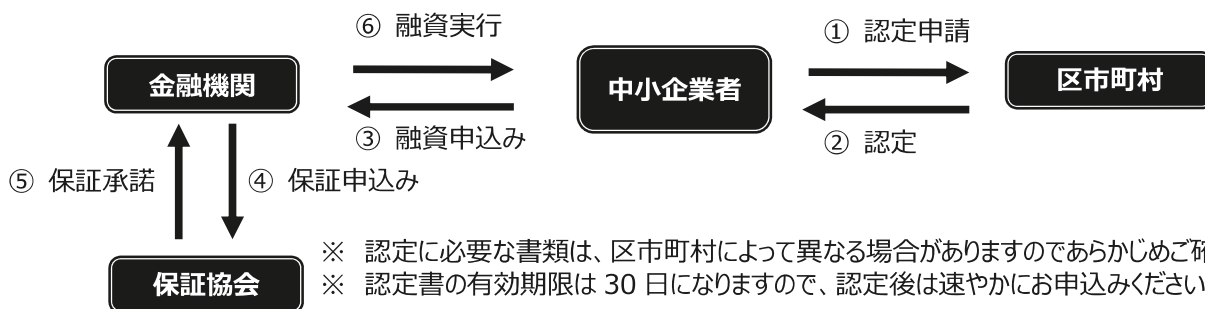 ⑥ 融資実行
① 認定申請
金融機関
中小企業者
区市町村
③ 融資申込み
② 認定
⑤ 保証承諾
④ 保証申込み
※ 認定に必要な書類は、区市町村によって異なる場合がありますのであらかじめご確
保証協会
※ 認定書の有効期限は 30 日になりますので、認定後は速やかにお申込みください